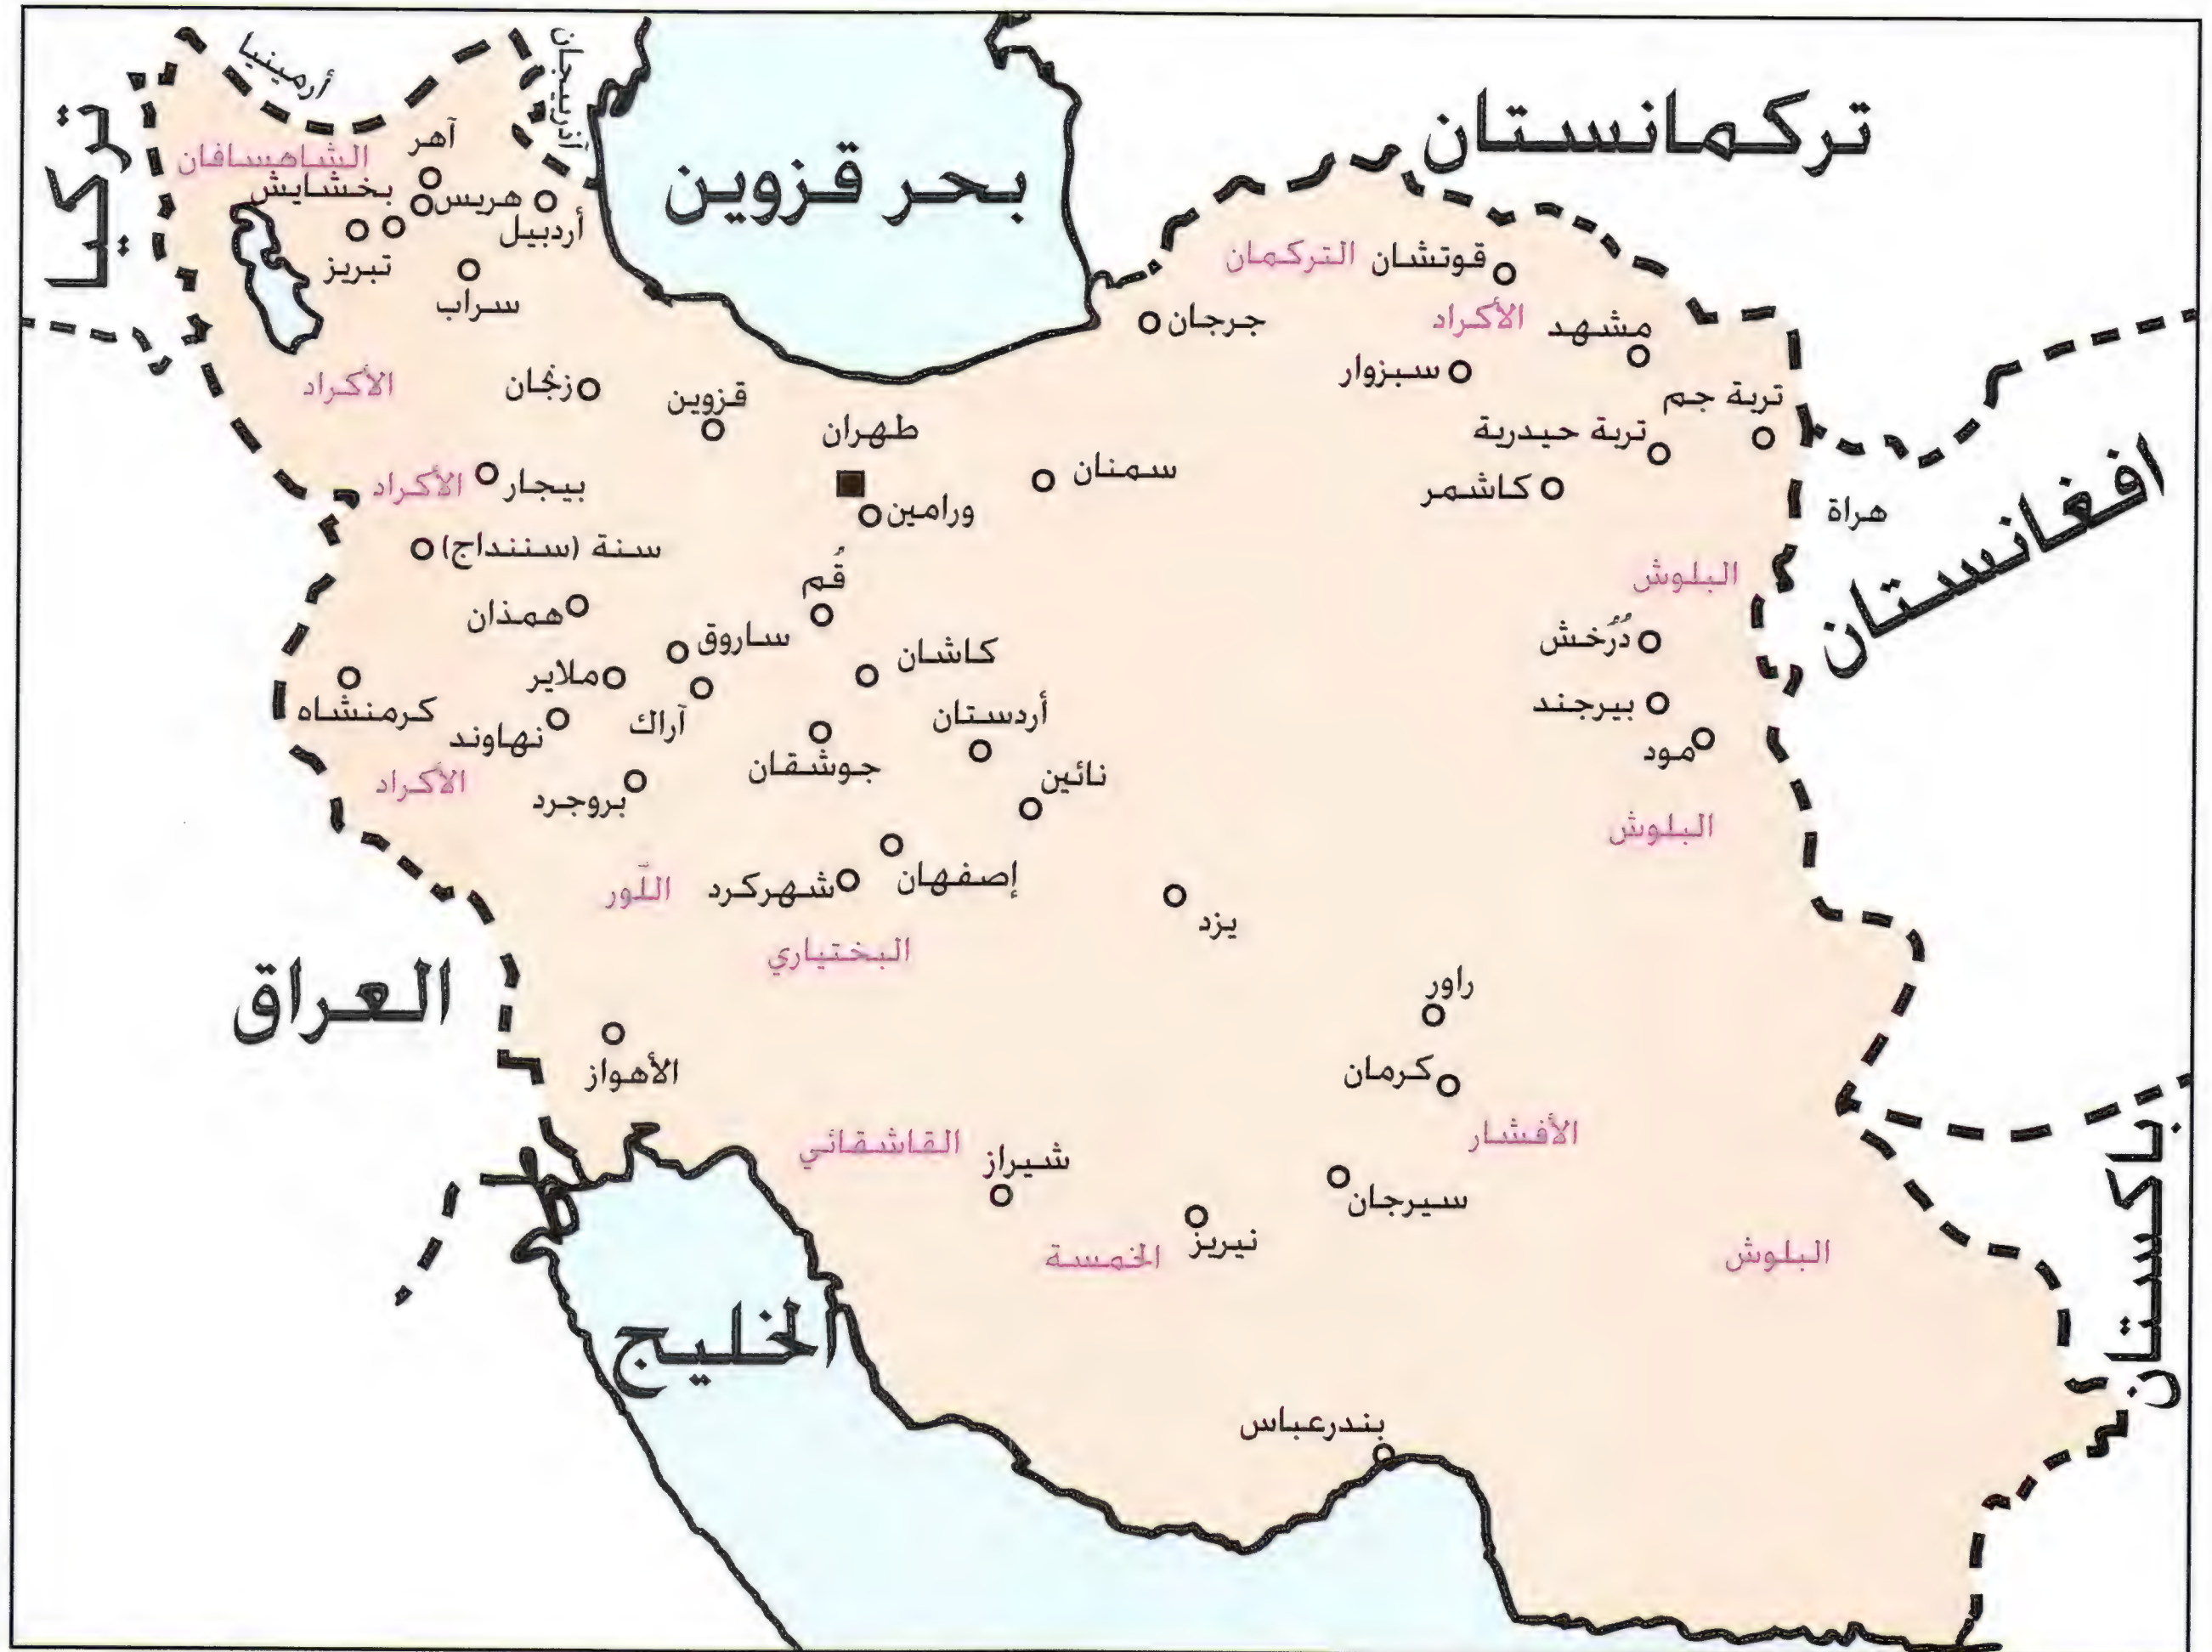 أرمينيا
أذربيجان
تركيا
تركمانستان
بحر قزوين
آهر
الشاهسافان
بخشايش
هريس
أردبيل
تبريز
سراب
قوتشان
التركمان
جرجان
الأكراد
مشهد
سبزوار
تربة جم
تربة حيدرية
كاشمر
الأكراد
زنجان
قزوين
طهران
سمنان
ورامين
الأكراد
بيجار
سنة (سننداج)
هراة
افغانستان
قُم
همذان
ساروق
كاشان
ملاير
آراك
أردستان
كرمنشاه
نهاوند
جوشقان
نائين
الأكراد
بروجرد
البلوش
دُرُخش
بيرجند
مود
البلوش
اللّور
شهركرد
إصفهان
يزد
البختياري
العراق
الأهواز
راور
كرمان
الأفشار
القاشقائي
شيراز
سيرجان
نيريز
الخمسة
البلوش
باكستان
الخليج
بندرعباس